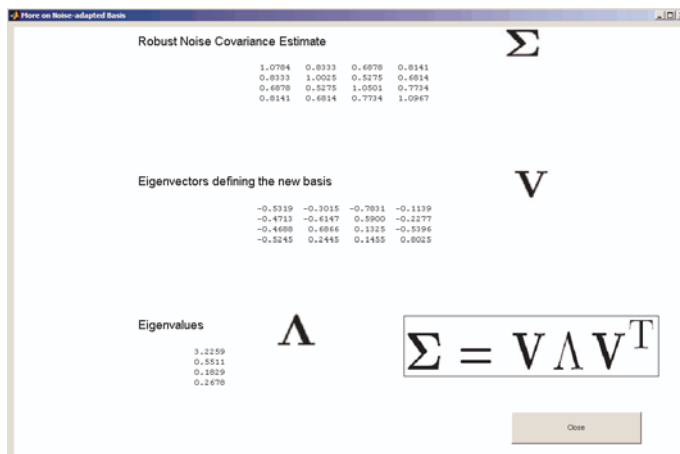 More on Noise-adapted Basis
Robust Noise Covariance Estimate
Σ
1.0784 0.8333 0.6878 0.8141
0.8333 1.0025 0.5275 0.6814
0.6878 0.5275 1.0501 0.7734
0.8141 0.6814 0.7734 1.0967
Eigenvectors defining the new basis
V
-0.5319 -0.3015 -0.7831 -0.1139
-0.4713 -0.6147 0.5900 -0.2277
-0.4688 0.6866 0.1325 -0.5396
-0.5245 0.2445 0.1455 0.8025
Eigenvalues
Λ
3.2259
0.5511
0.1829
0.2678
Σ = V Λ V^T
Close